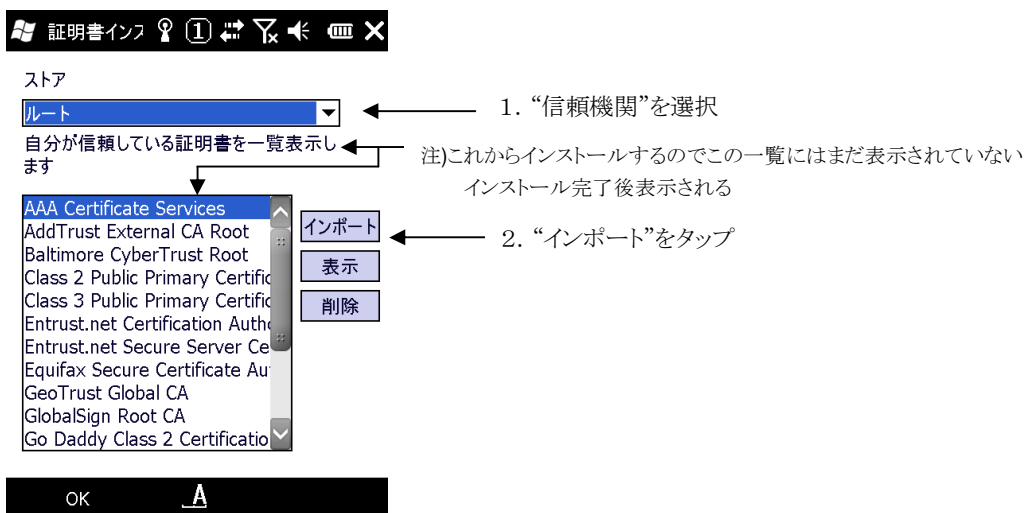 証明書インス
ストア
ルート
1. “信頼機関”を選択
自分が信頼している証明書を一覧表示し
ます
注)これからインストールするのでこの一覧にはまだ表示されていない
インストール完了後表示される
AAA Certificate Services
AddTrust External CA Root
Baltimore CyberTrust Root
Class 2 Public Primary Certific
Class 3 Public Primary Certific
Entrust.net Certification Autho
Entrust.net Secure Server Ce
Equifax Secure Certificate Au
GeoTrust Global CA
GlobalSign Root CA
Go Daddy Class 2 Certificatio
インポート
2. “インポート”をタップ
表示
削除
OK
A